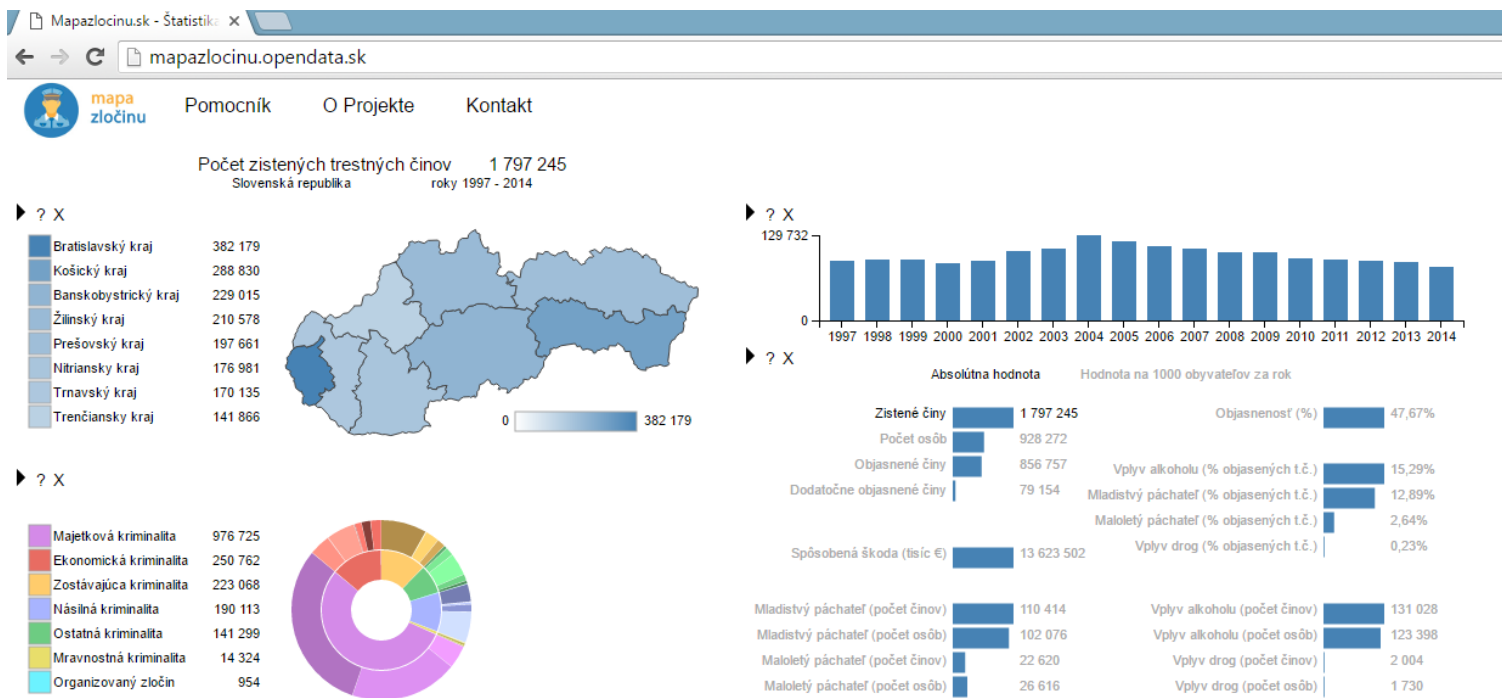 Mapazlocinu.sk - Štatistika
mapazlocinu.opendata.sk
mapa
zločinu
Pomocník O Projekte Kontakt
Počet zistených trestných činov 1 797 245
Slovenská republika roky 1997 - 2014
? X
Bratislavský kraj 382 179
Košický kraj 288 830
Banskobystrický kraj 229 015
Žilinský kraj 210 578
Prešovský kraj 197 661
Nitriansky kraj 176 981
Trnavský kraj 170 135
Trenčiansky kraj 141 866
0 382 179
? X
Majetková kriminalita 976 725
Ekonomická kriminalita 250 762
Zostávajúca kriminalita 223 068
Násilná kriminalita 190 113
Ostatná kriminalita 141 299
Mravnostná kriminalita 14 324
Organizovaný zločin 954
? X
129 732
0
1997 1998 1999 2000 2001 2002 2003 2004 2005 2006 2007 2008 2009 2010 2011 2012 2013 2014
? X
Absolútna hodnota Hodnota na 1000 obyvateľov za rok
Zistené činy 1 797 245
Počet osôb 928 272
Objasnené činy 856 757
Dodatočne objasnené činy 79 154
Spôsobená škoda (tisíc €) 13 623 502
Mladistvý páchateľ (počet činov) 110 414
Mladistvý páchateľ (počet osôb) 102 076
Maloletý páchateľ (počet činov) 22 620
Maloletý páchateľ (počet osôb) 26 616
Objasnenosť (%) 47,67%
Vplyv alkoholu (% objasených t.č.) 15,29%
Mladistvý páchateľ (% objasených t.č.) 12,89%
Maloletý páchateľ (% objasených t.č.) 2,64%
Vplyv drog (% objasených t.č.) 0,23%
Vplyv alkoholu (počet činov) 131 028
Vplyv alkoholu (počet osôb) 123 398
Vplyv drog (počet činov) 2 004
Vplyv drog (počet osôb) 1 730